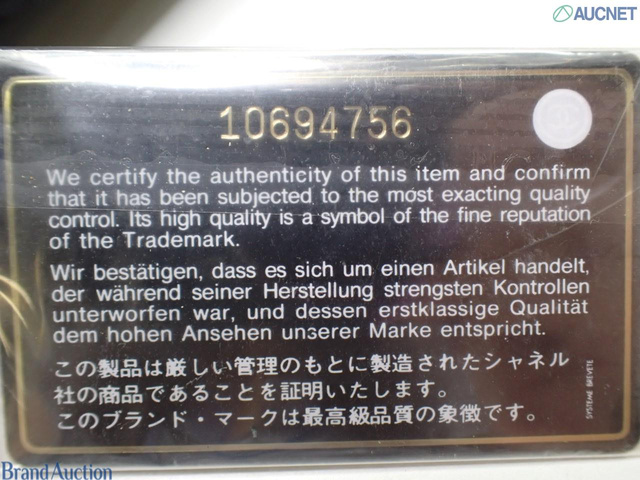 AUCNET
10694756
We certify the authenticity of this item and confirm
that it has been subjected to the most exacting quality
control. Its high quality is a symbol of the fine reputation
of the Trademark.
Wir bestätigen, dass es sich um einen Artikel handelt,
der während seiner Herstellung strengsten Kontrollen
unterworfen war, und dessen erstklassige Qualität
dem hohen Ansehen unserer Marke entspricht.
この製品は厳しい管理のもとに製造されたシャネル
社の商品であることを証明いたします。
このブランド・マークは最高級品質の象徴です。
SYSTEME BREVETE
Brand Auction